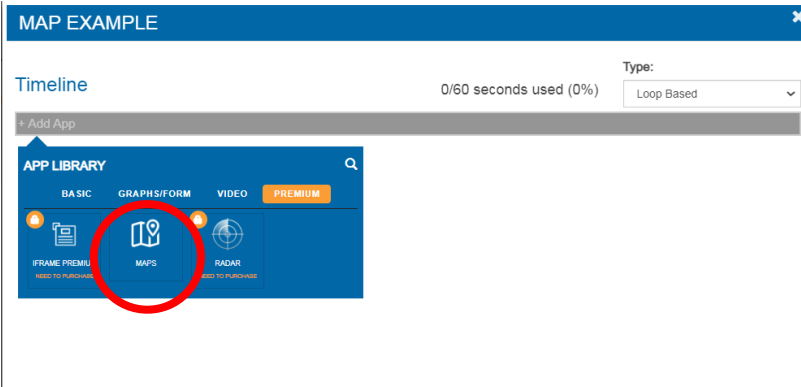 MAP EXAMPLE
Timeline
0/60 seconds used (0%)
Type:
Loop Based
+ Add App
APP LIBRARY
BASIC GRAPHS/FORM VIDEO PREMIUM
IFRAME PREMIU MAPS RADAR
NEED TO PURCHASE EED TO PURCHASE